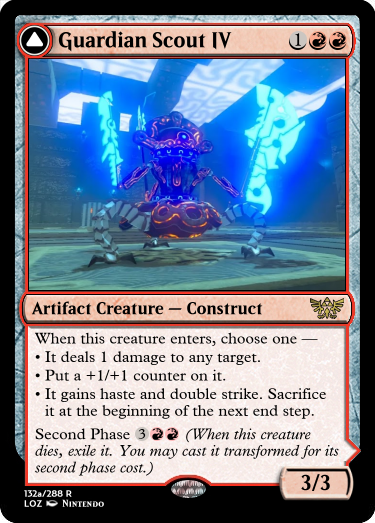 Guardian Scout IV 1
Artifact Creature — Construct
When this creature enters, choose one —
• It deals 1 damage to any target.
• Put a +1/+1 counter on it.
• It gains haste and double strike. Sacrifice
it at the beginning of the next end step.
Second Phase 3 (When this creature
dies, exile it. You may cast it transformed for its
second phase cost.)
3/3
132a/288 R
LOZ Nintendo